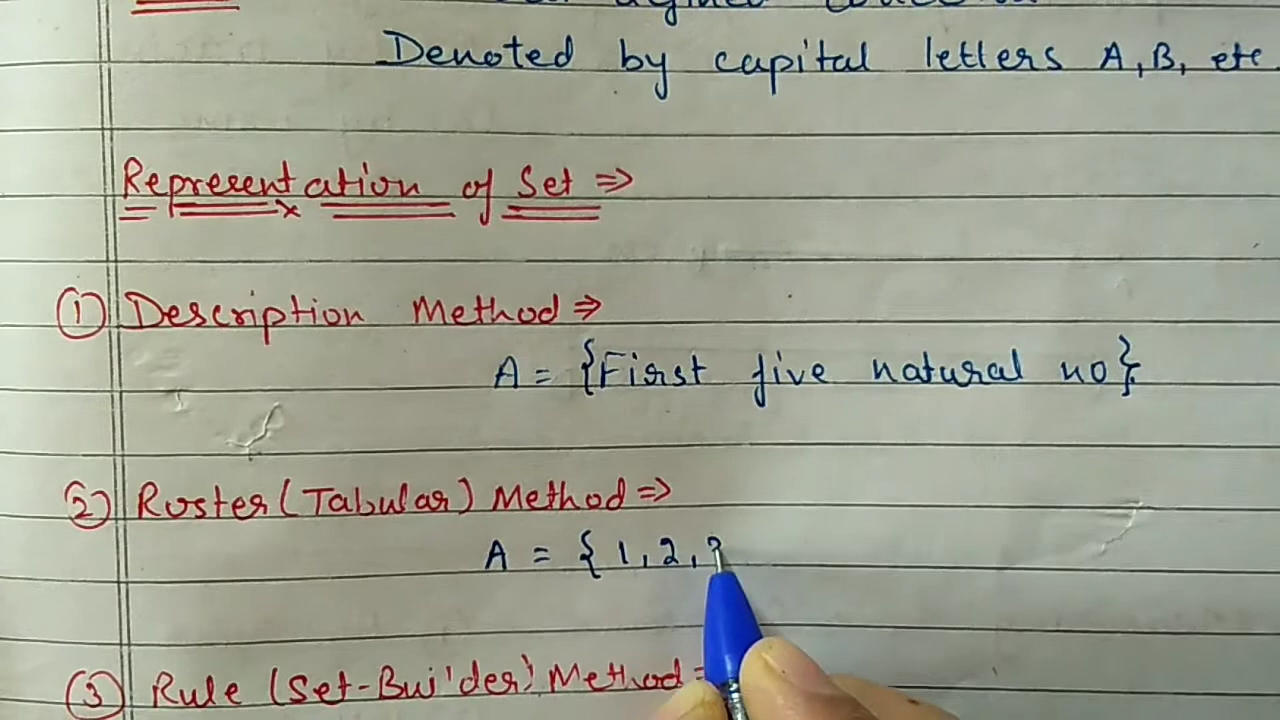 Denoted by capital letters A, B, etc
Representation of Set ⇒
① Description Method ⇒
A = {First five natural no}
② Roster (Tabular) Method ⇒
A = { 1, 2,
③ Rule (Set-Builder) Method